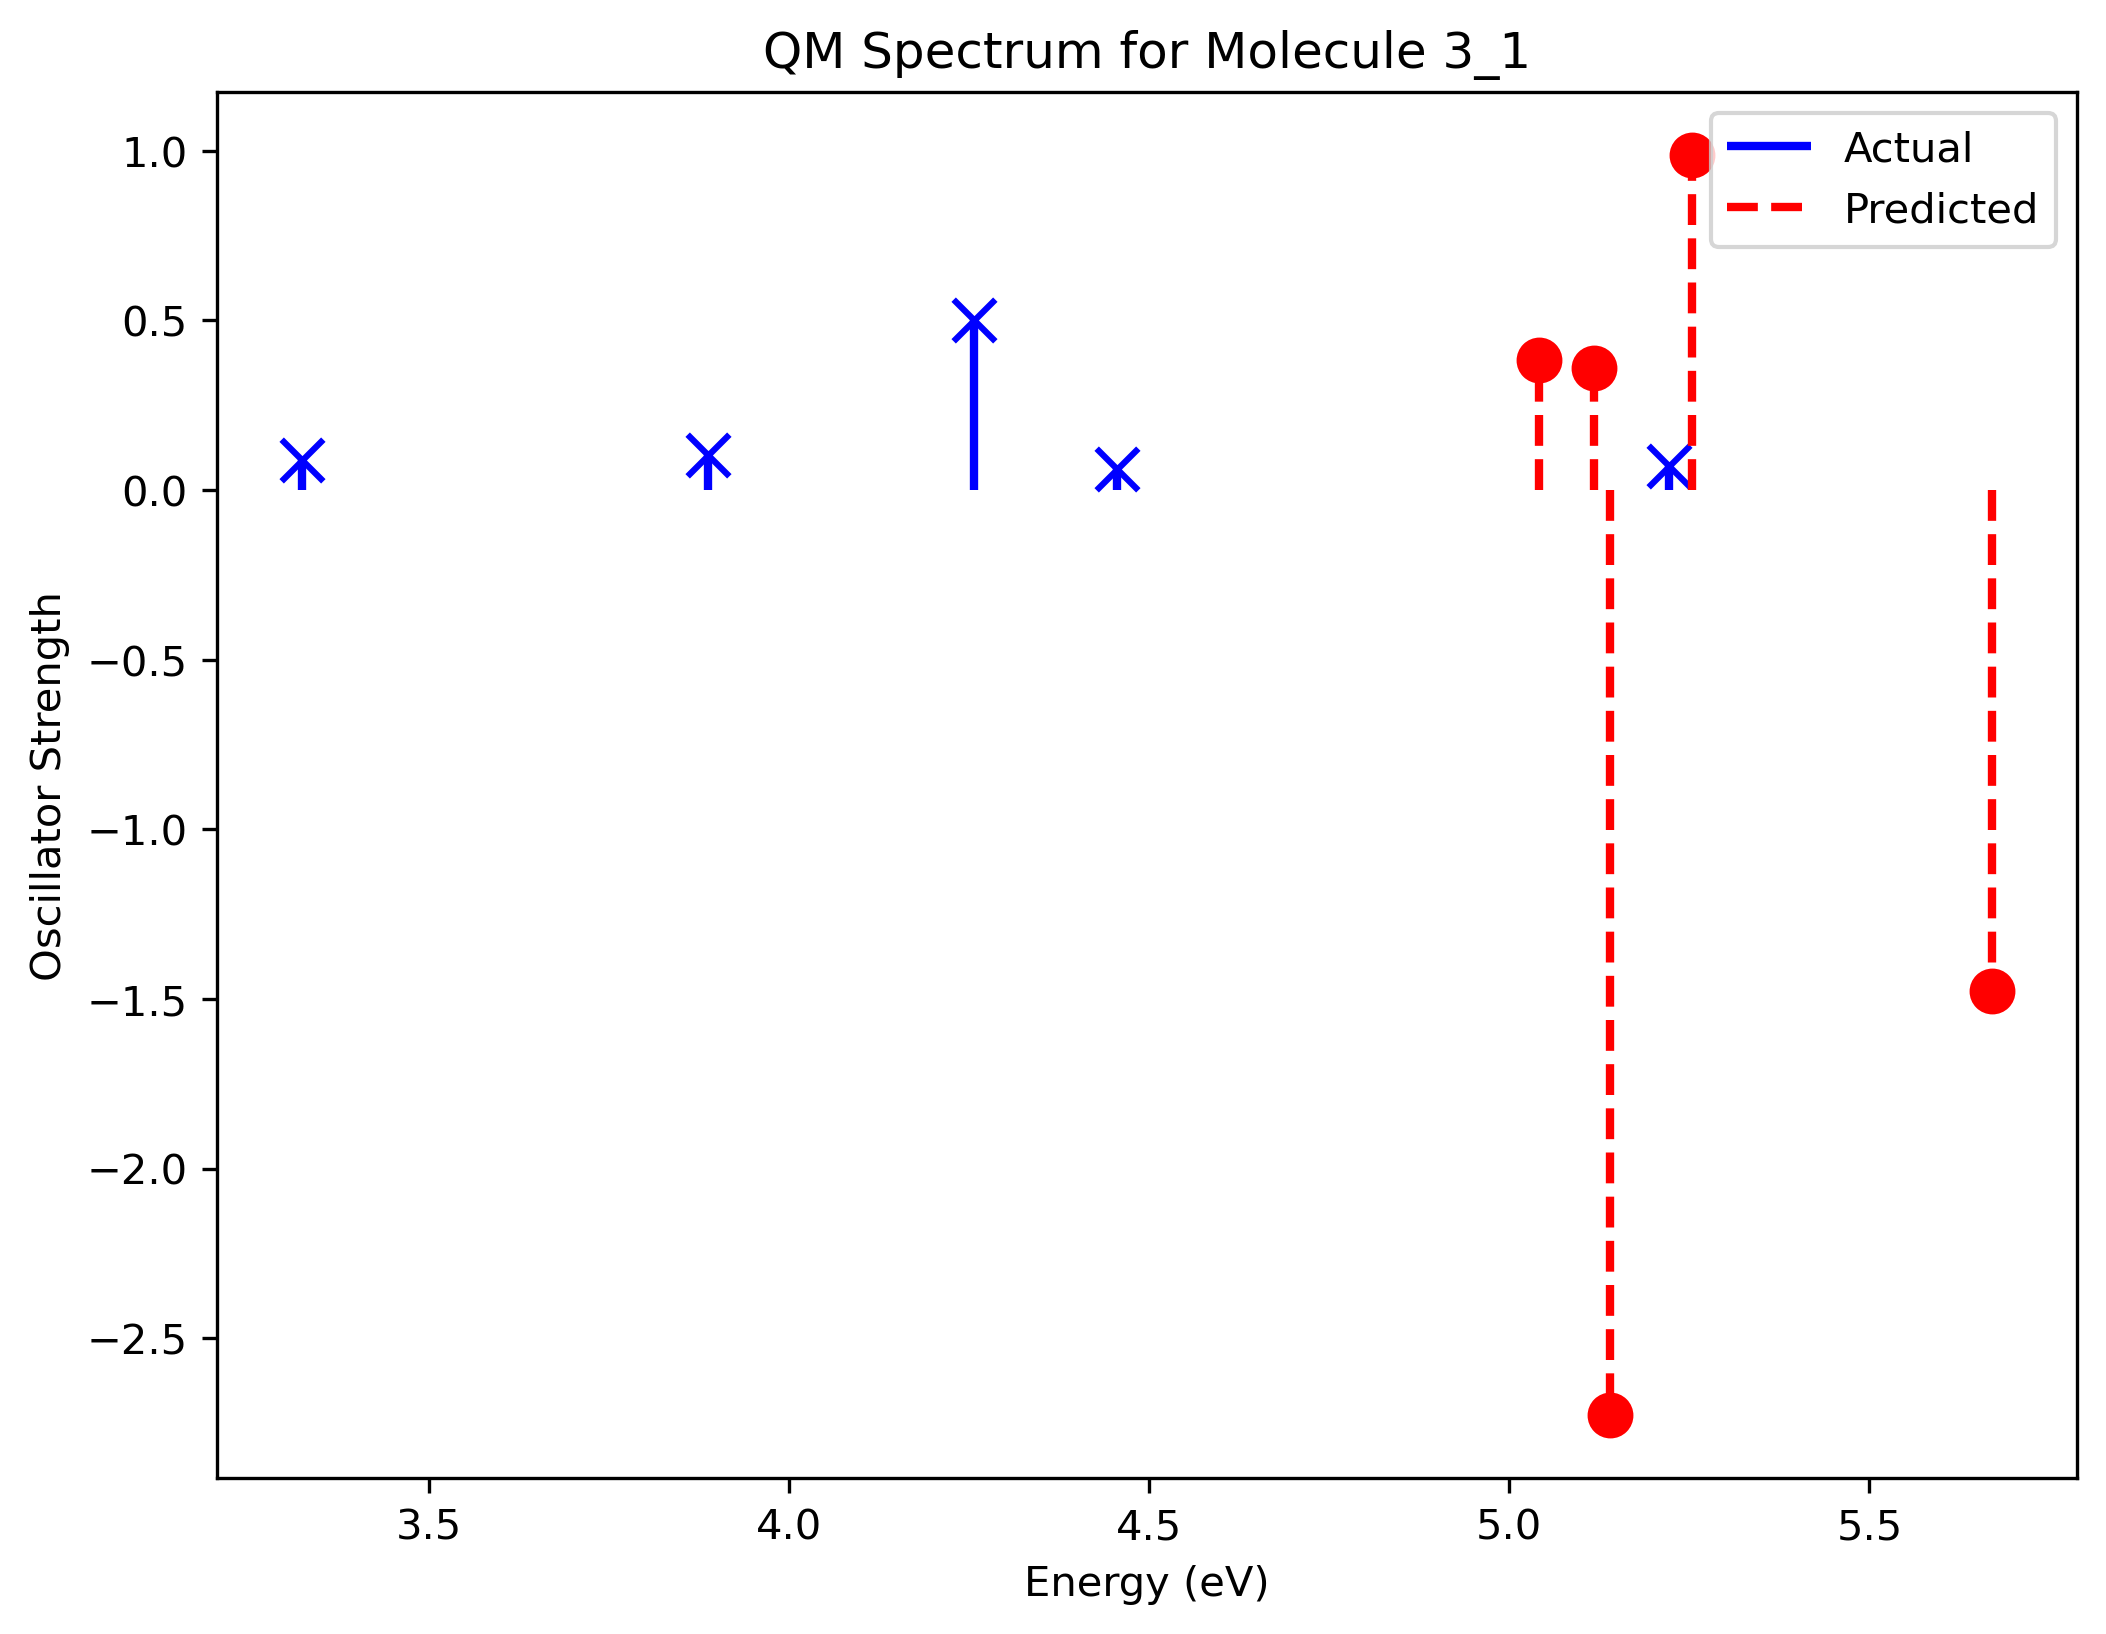 QM Spectrum for Molecule 3_1
Actual
Predicted
1.0
0.5
0.0
−0.5
−1.0
−1.5
−2.0
−2.5
Oscillator Strength
3.5 4.0 4.5 5.0 5.5
Energy (eV)